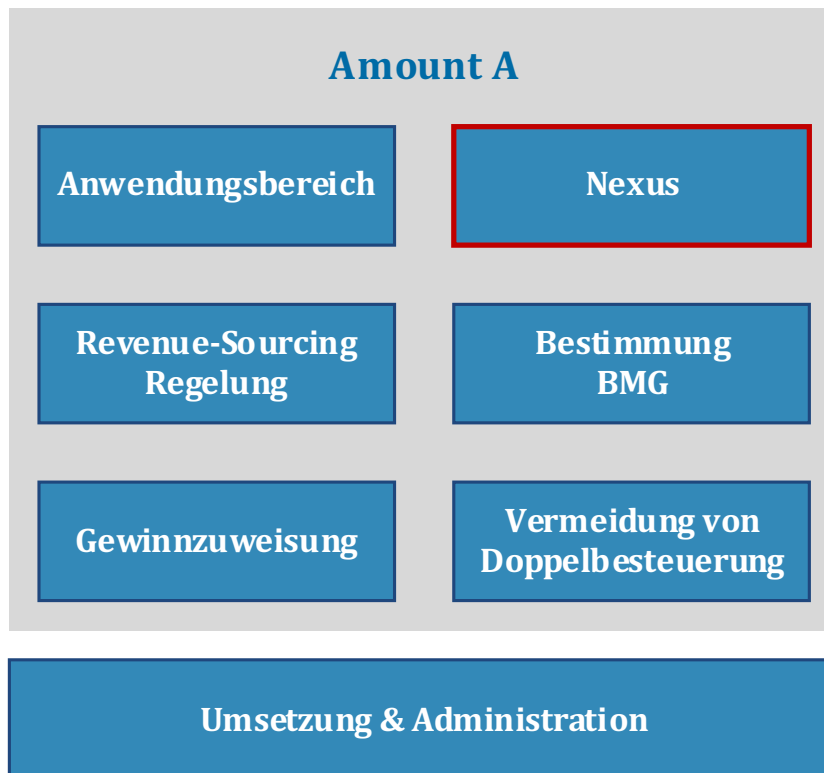 Amount A
Anwendungsbereich
Nexus
Revenue-Sourcing
Regelung
Bestimmung
BMG
Gewinnzuweisung
Vermeidung von
Doppelbesteuerung
Umsetzung & Administration